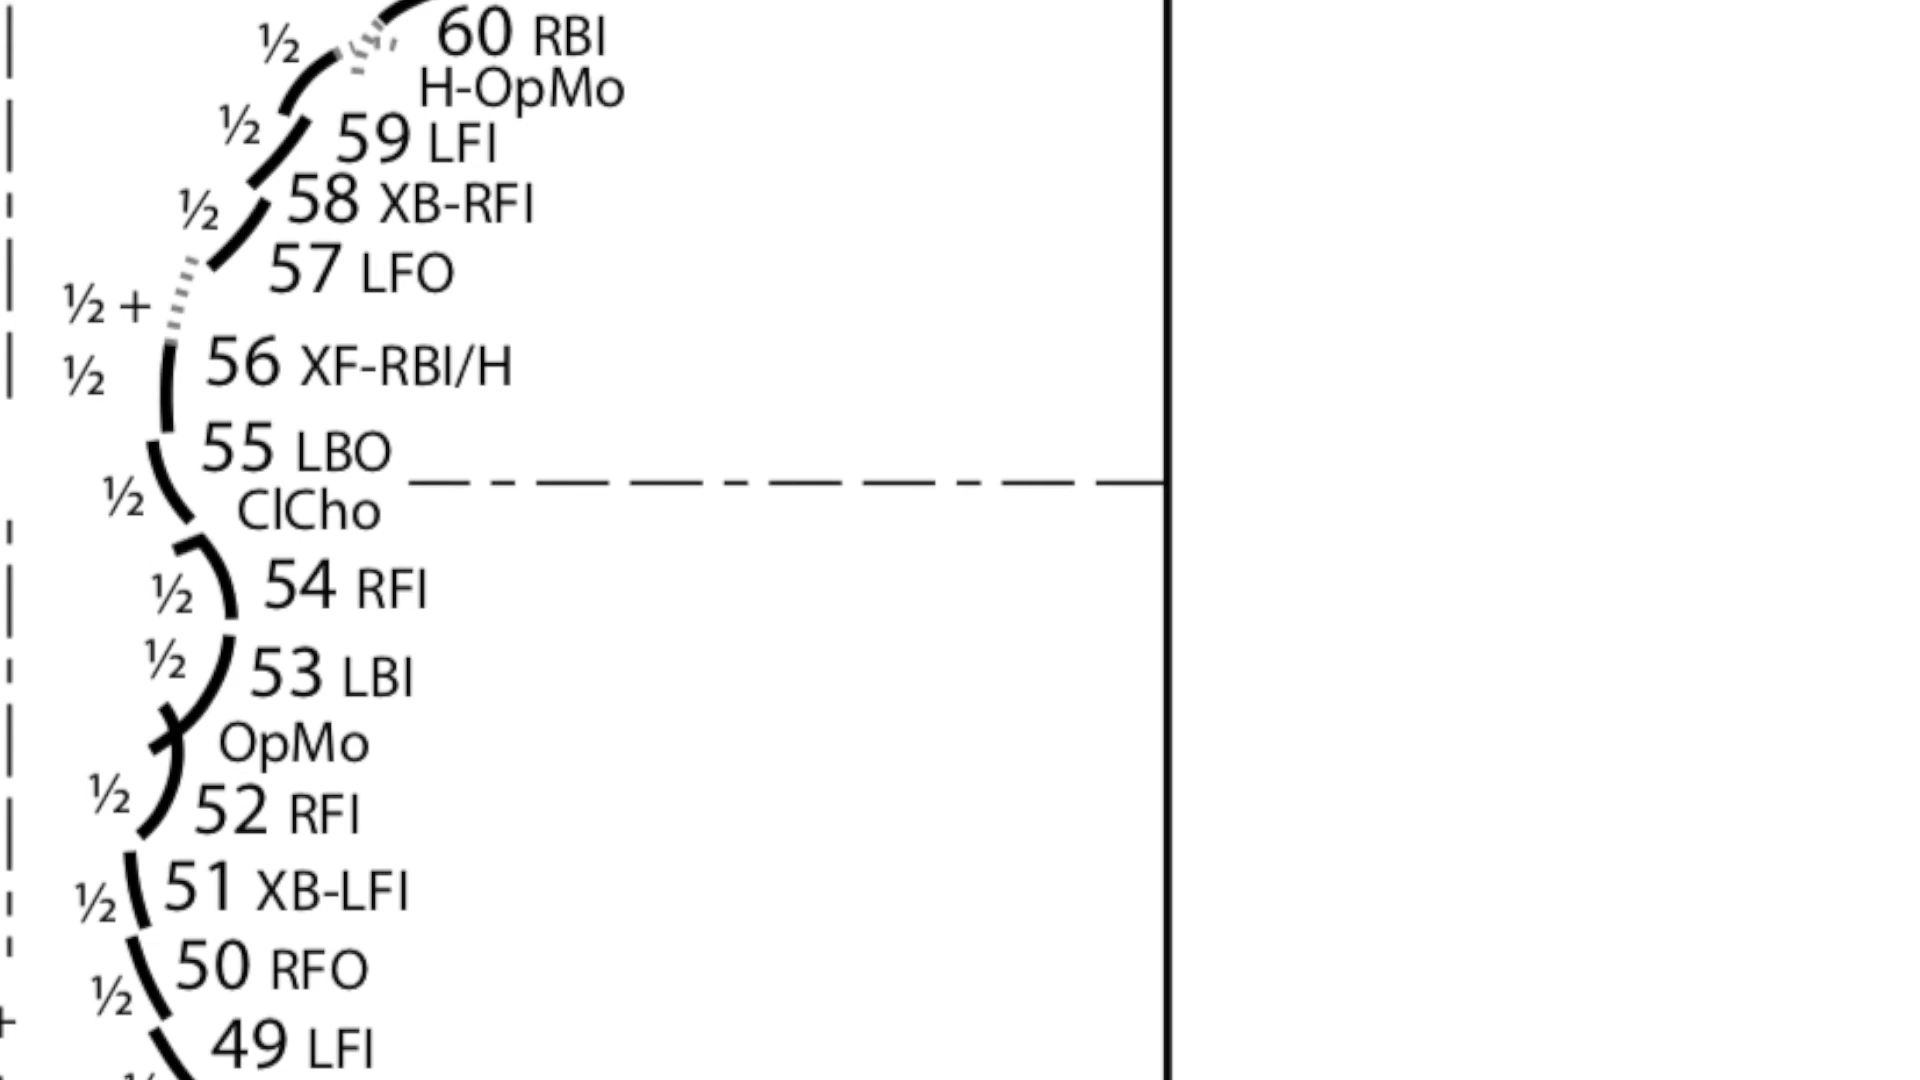 ½ 60 RBI
H-OpMo
½ 59 LFI
½ 58 XB-RFI
57 LFO
½ +
½ 56 XF-RBI/H
55 LBO
½ ClCho
½ 54 RFI
½ 53 LBI
OpMo
½ 52 RFI
½ 51 XB-LFI
½ 50 RFO
+ 49 LFI